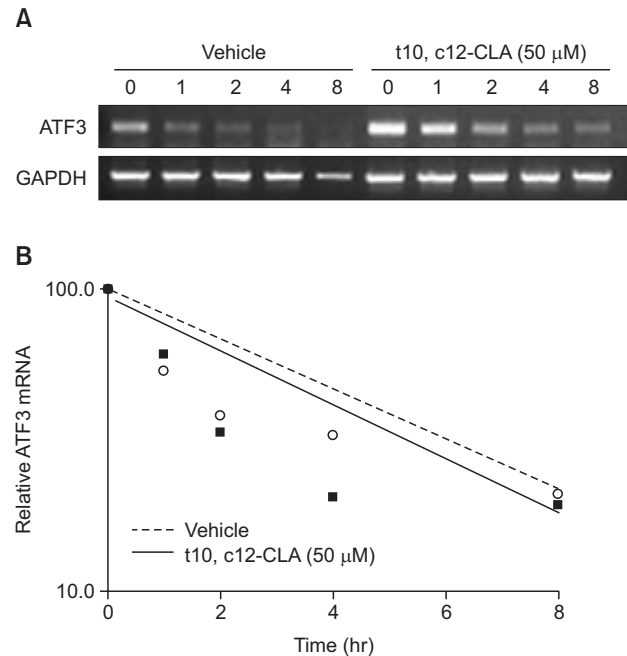 A
Vehicle t10, c12-CLA (50 μM)
0 1 2 4 8 0 1 2 4 8
ATF3
GAPDH
B
100.0
Relative ATF3 mRNA
Vehicle
t10, c12-CLA (50 μM)
10.0
0 2 4 6 8
Time (hr)